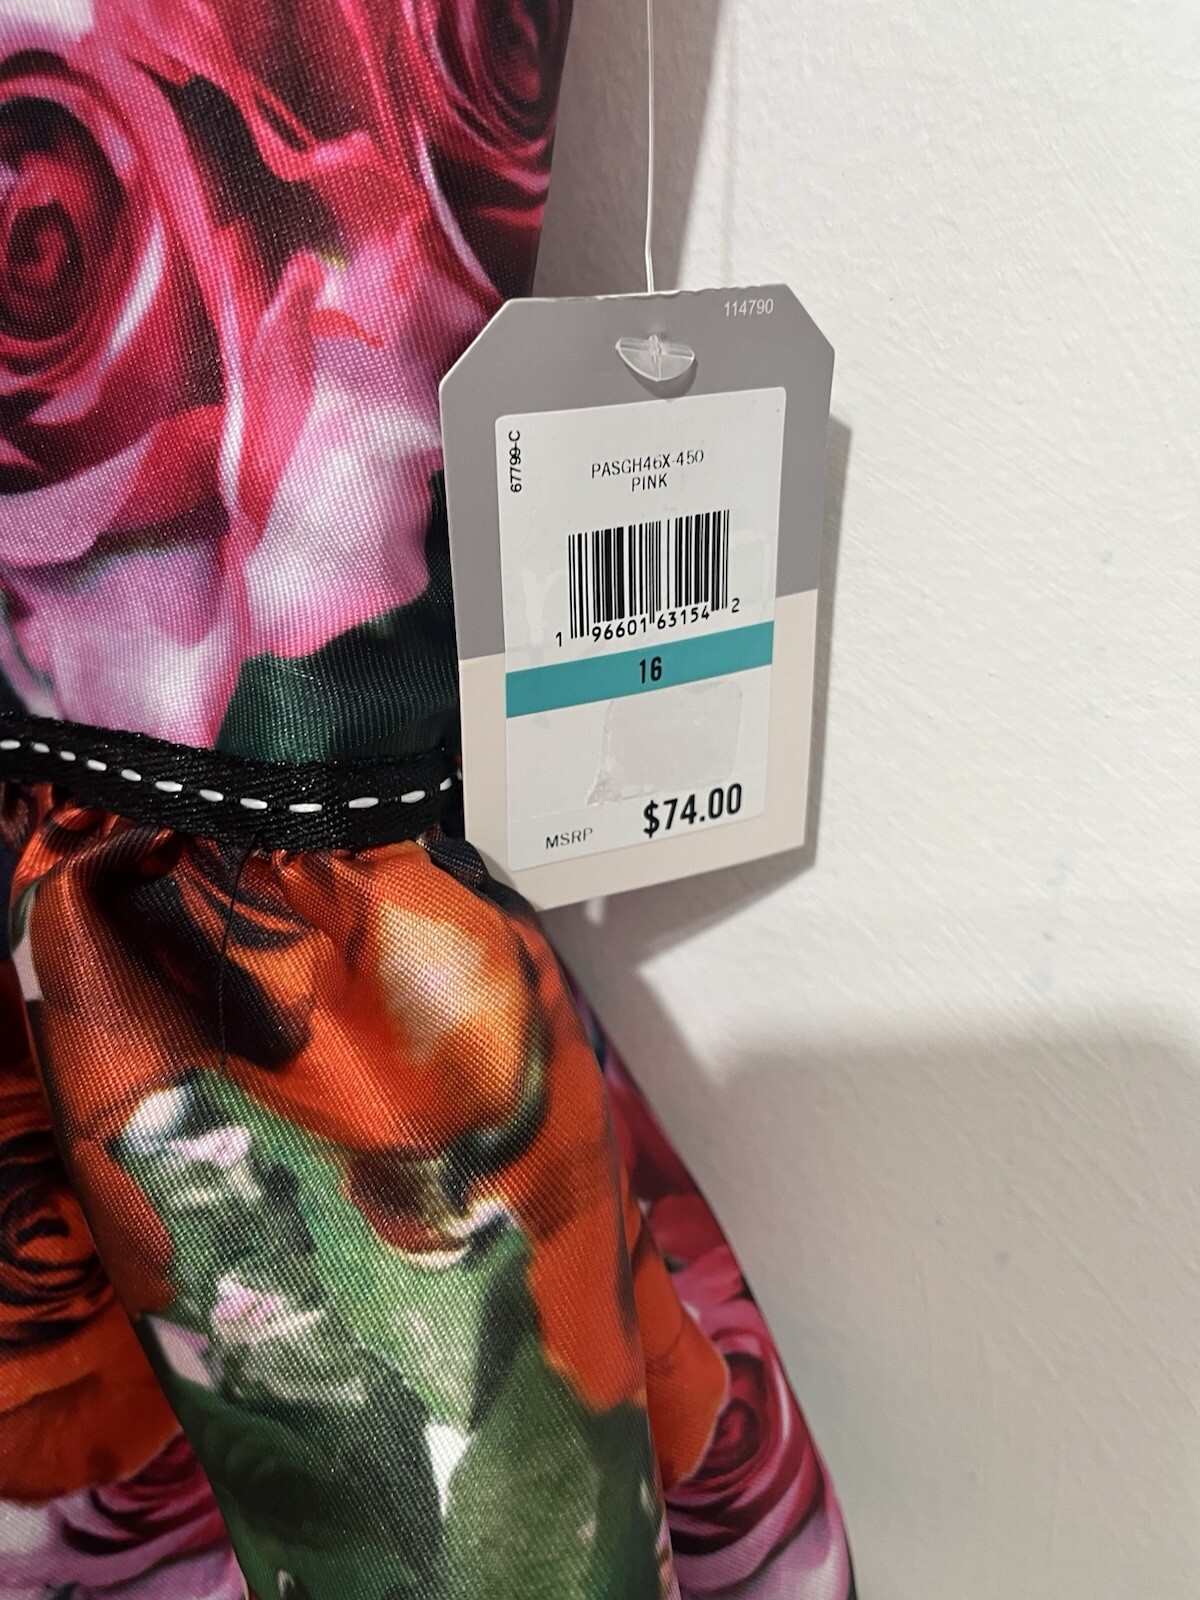 114790
67799-C
PASGH46X-450
PINK
1 96601 63154 2
16
MSRP $74.00